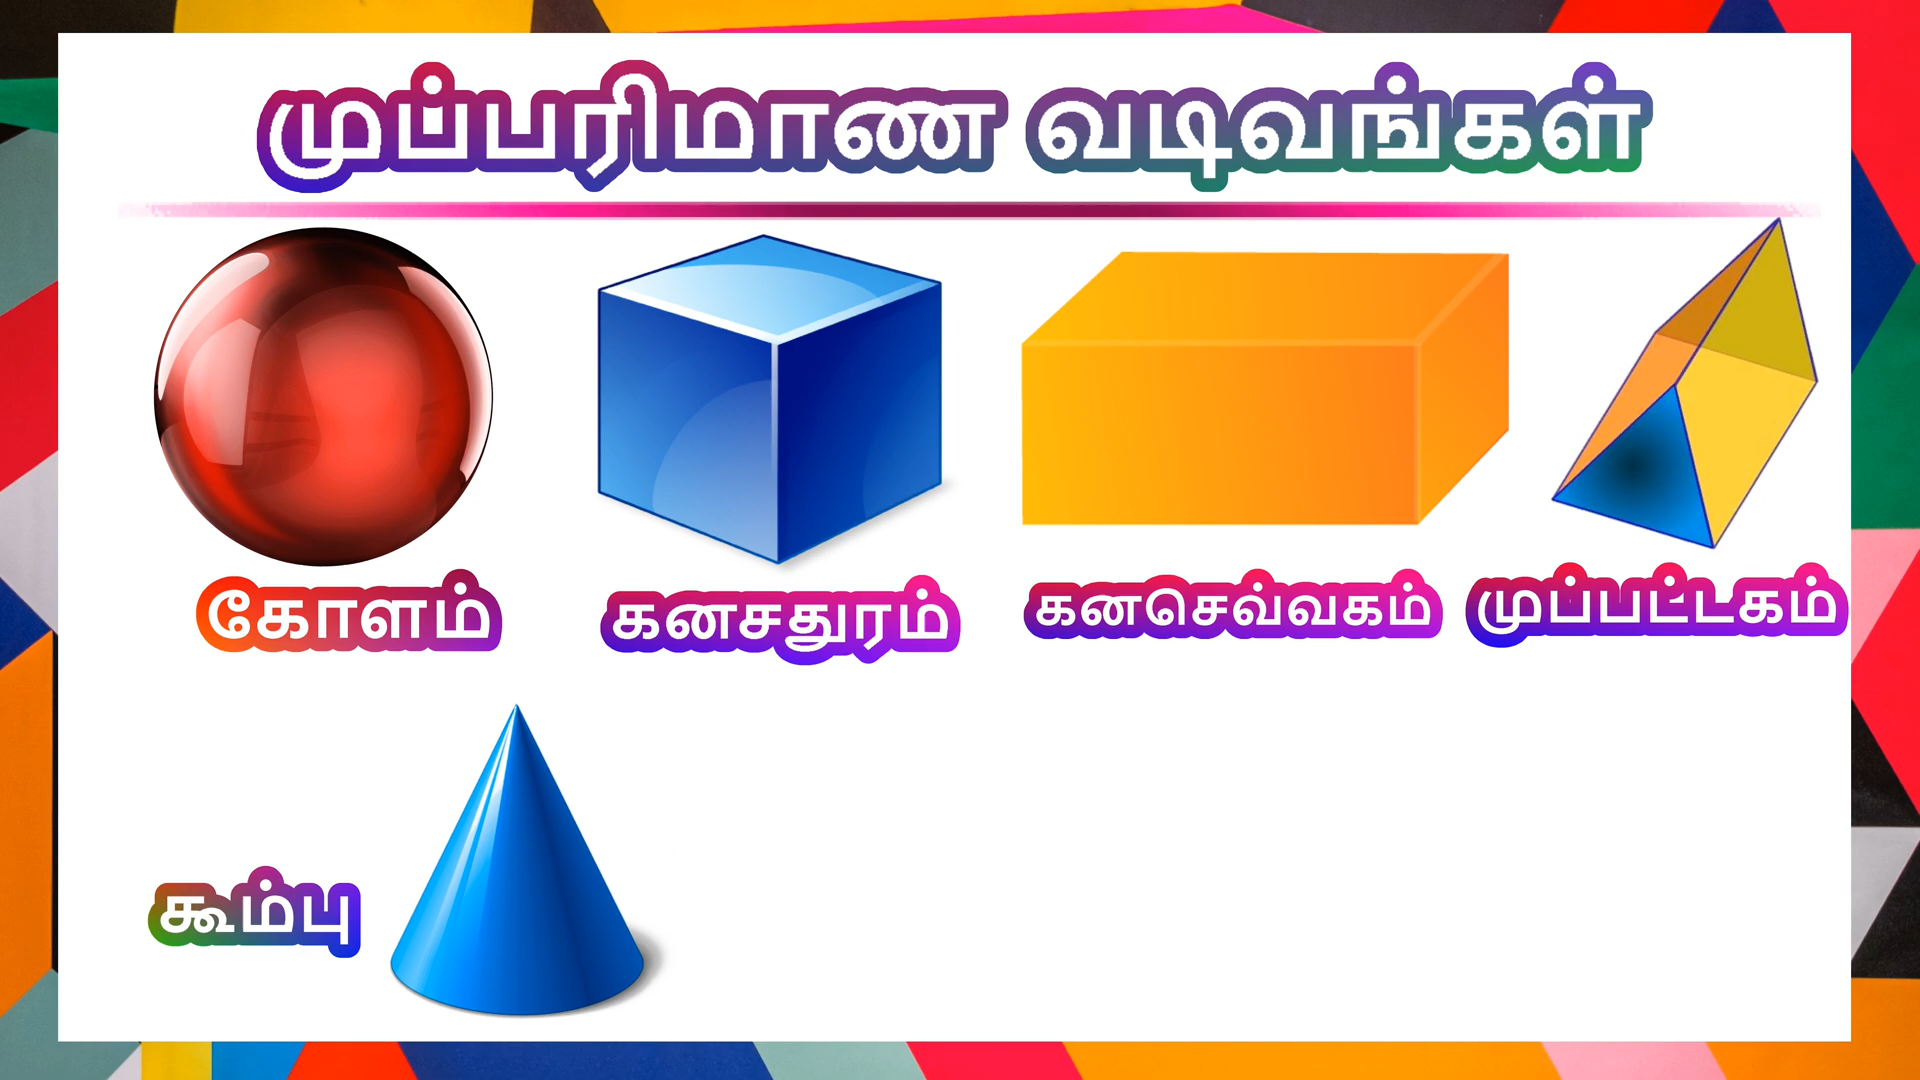 முப்பரிமாண வடிவங்கள்
கோளம் கனசதுரம் கனசெவ்வகம் முப்பட்டகம்
கூம்பு